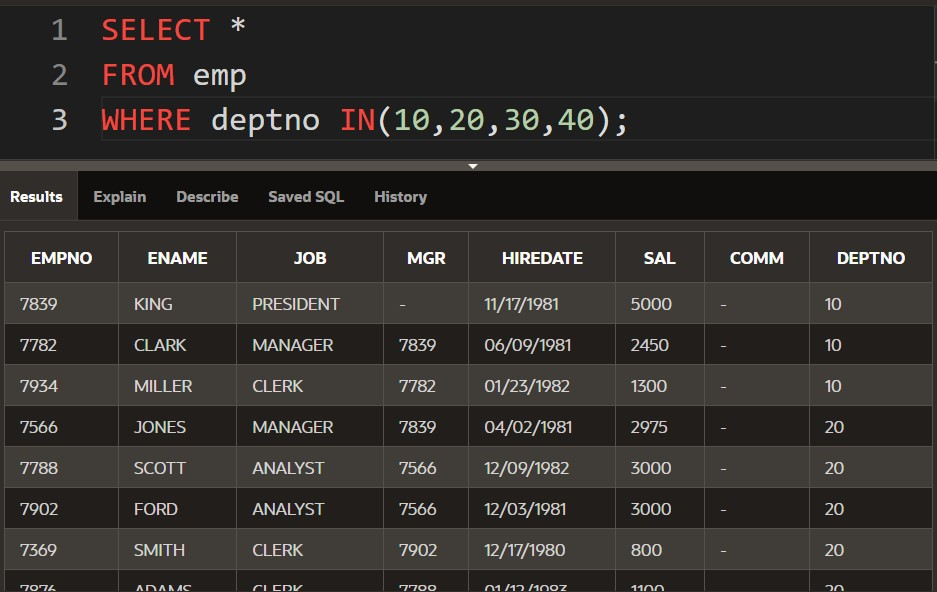 1 SELECT *
2 FROM emp
3 WHERE deptno IN(10,20,30,40);
Results Explain Describe Saved SQL History
EMPNO ENAME JOB MGR HIREDATE SAL COMM DEPTNO
7839 KING PRESIDENT - 11/17/1981 5000 - 10
7782 CLARK MANAGER 7839 06/09/1981 2450 - 10
7934 MILLER CLERK 7782 01/23/1982 1300 - 10
7566 JONES MANAGER 7839 04/02/1981 2975 - 20
7788 SCOTT ANALYST 7566 12/09/1982 3000 - 20
7902 FORD ANALYST 7566 12/03/1981 3000 - 20
7369 SMITH CLERK 7902 12/17/1980 800 - 20
7876 ADAMS CLERK 7788 01/12/1983 1100 20